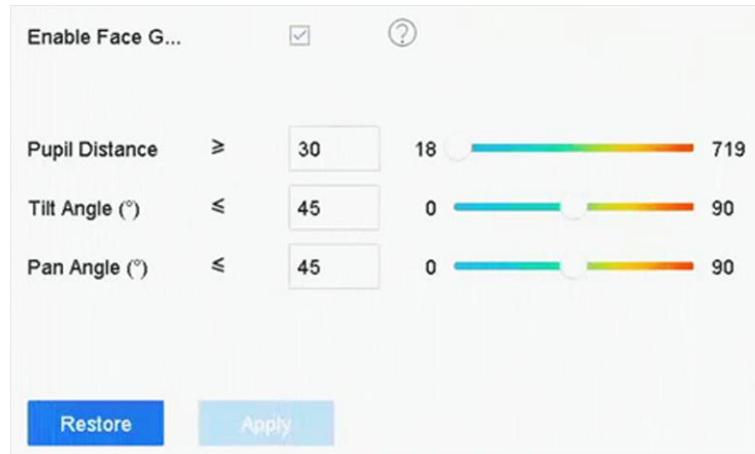 Enable Face G... ?
Pupil Distance ≥ 30 18 719
Tilt Angle (°) ≤ 45 0 90
Pan Angle (°) ≤ 45 0 90
Restore Apply